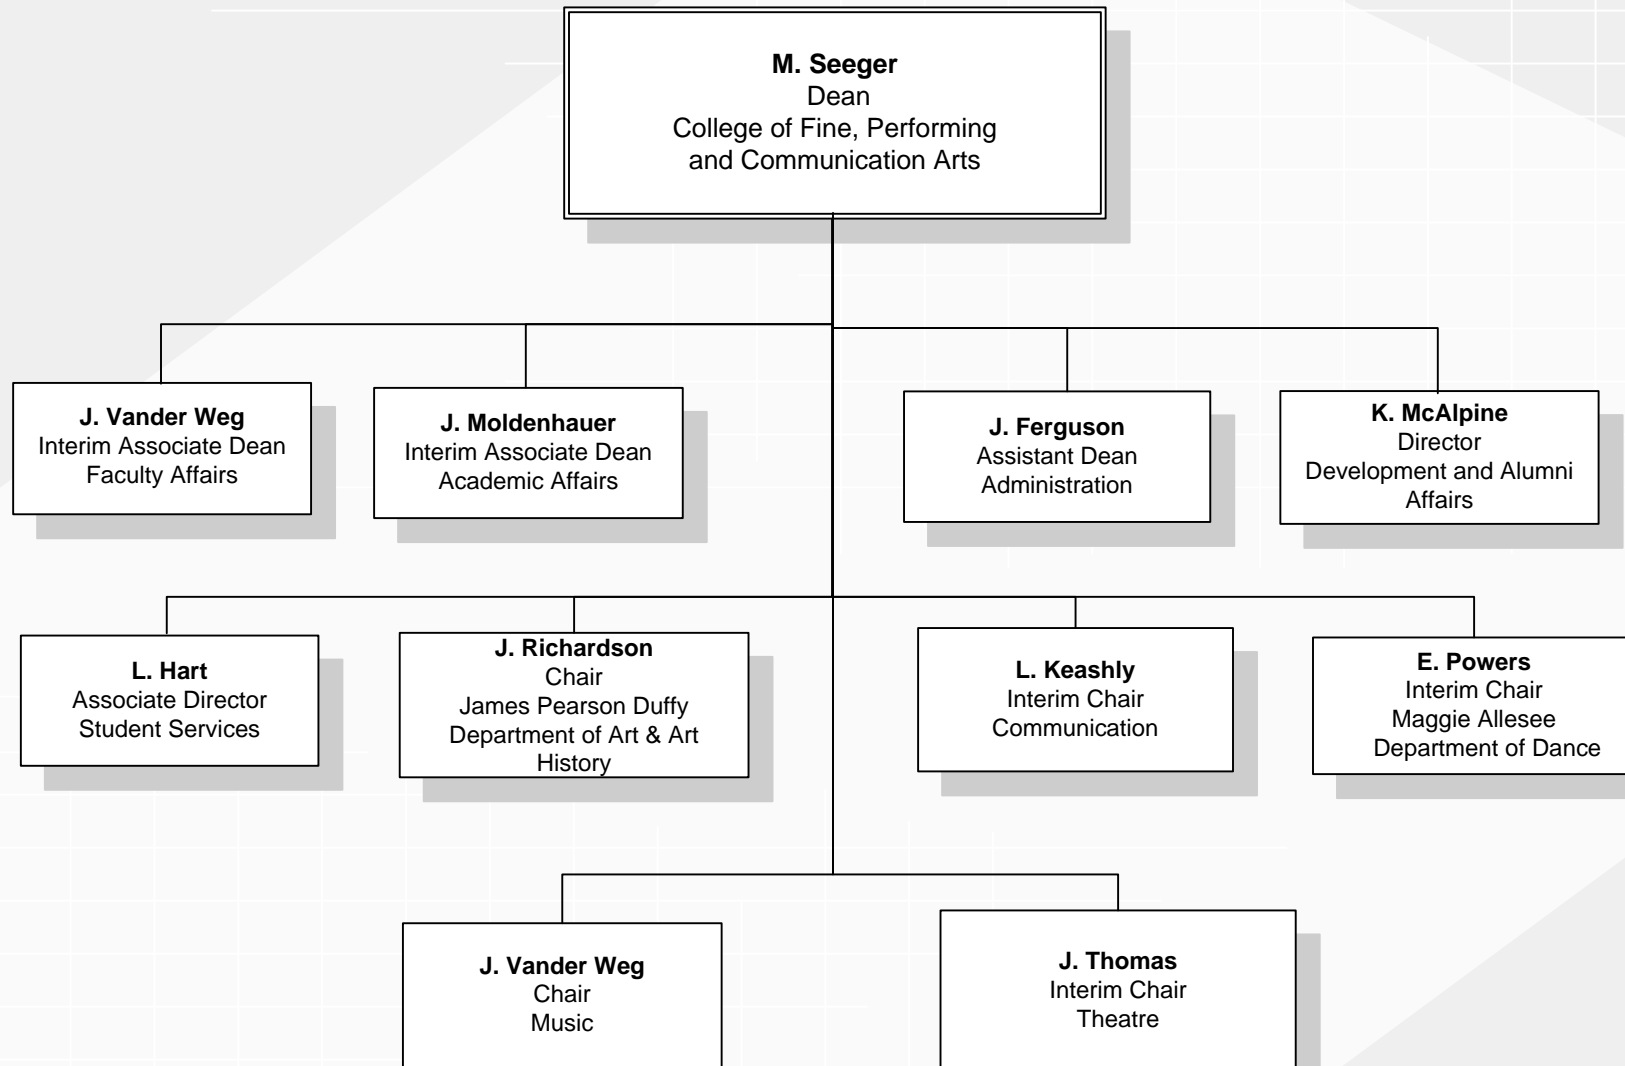 M. Seeger
Dean
College of Fine, Performing
and Communication Arts
J. Vander Weg
Interim Associate Dean
Faculty Affairs
J. Moldenhauer
Interim Associate Dean
Academic Affairs
J. Ferguson
Assistant Dean
Administration
K. McAlpine
Director
Development and Alumni
Affairs
L. Hart
Associate Director
Student Services
J. Richardson
Chair
James Pearson Duffy
Department of Art & Art
History
L. Keashly
Interim Chair
Communication
E. Powers
Interim Chair
Maggie Allesee
Department of Dance
J. Vander Weg
Chair
Music
J. Thomas
Interim Chair
Theatre